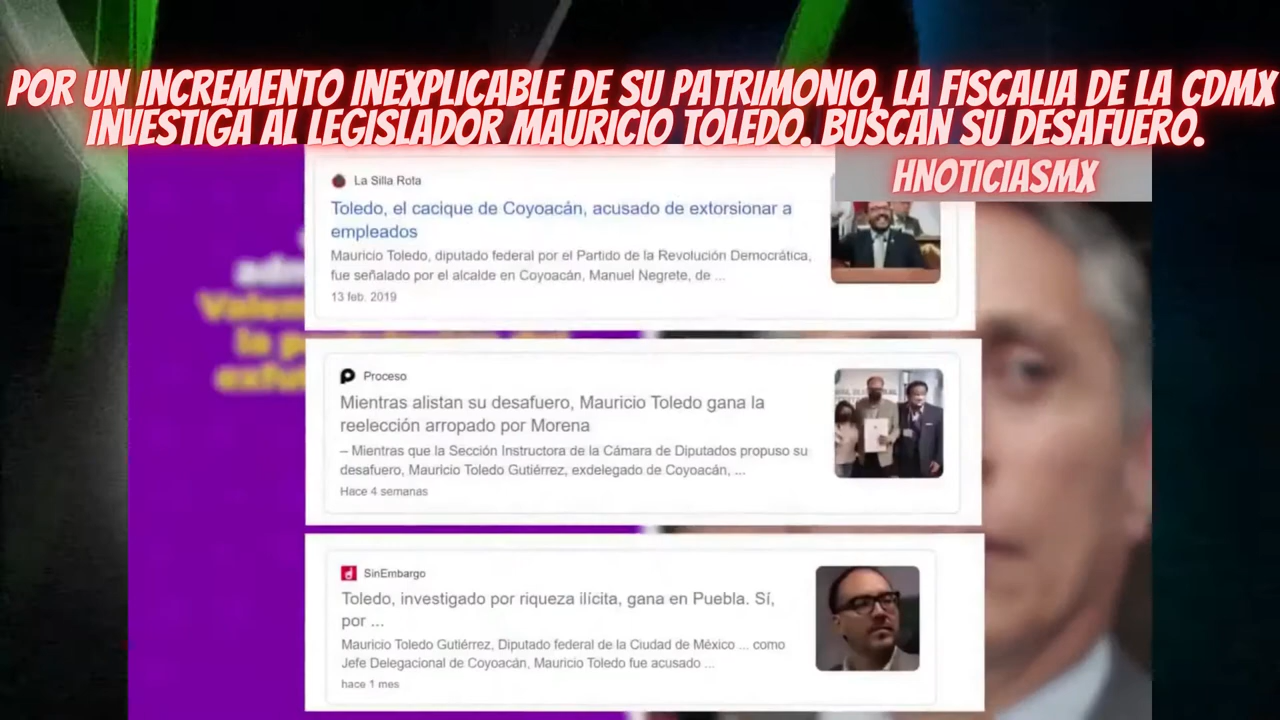 POR UN INCREMENTO INEXPLICABLE DE SU PATRIMONIO, LA FISCALIA DE LA CDMX
INVESTIGA AL LEGISLADOR MAURICIO TOLEDO. BUSCAN SU DESAFUERO.
HNOTICIASMX
La Silla Rota
Toledo, el cacique de Coyoacán, acusado de extorsionar a
empleados
Mauricio Toledo, diputado federal por el Partido de la Revolución Democrática,
fue señalado por el alcalde en Coyoacán, Manuel Negrete, de ...
13 feb. 2019
Proceso
Mientras alistan su desafuero, Mauricio Toledo gana la
reelección arropado por Morena
– Mientras que la Sección Instructora de la Cámara de Diputados propuso su
desafuero, Mauricio Toledo Gutiérrez, exdelegado de Coyoacán, ...
Hace 4 semanas
SinEmbargo
Toledo, investigado por riqueza ilícita, gana en Puebla. Sí,
por ...
Mauricio Toledo Gutiérrez, Diputado federal de la Ciudad de México ... como
Jefe Delegacional de Coyoacán, Mauricio Toledo fue acusado ...
hace 1 mes